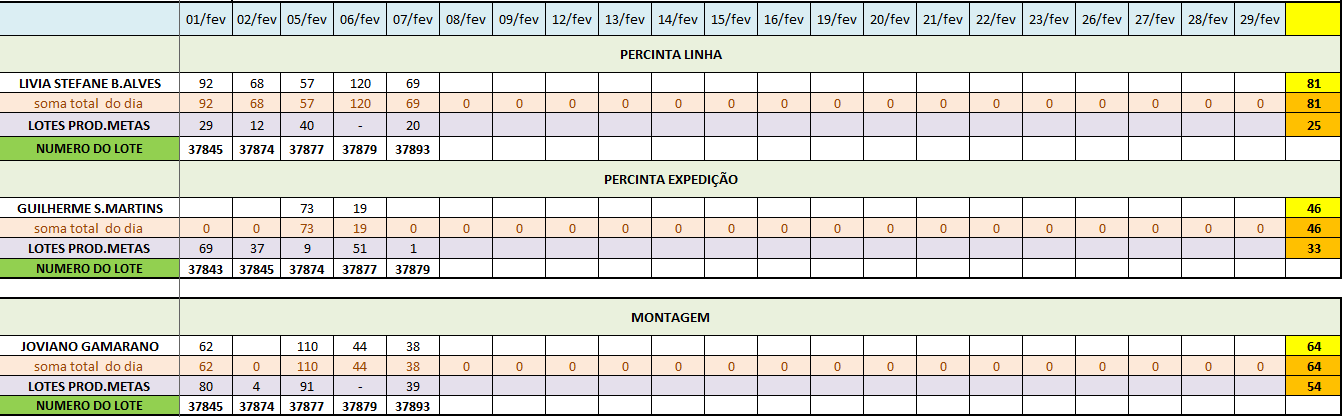 01/fev 02/fev 05/fev 06/fev 07/fev 08/fev 09/fev 12/fev 13/fev 14/fev 15/fev 16/fev 19/fev 20/fev 21/fev 22/fev 23/fev 26/fev 27/fev 28/fev 29/fev
PERCINTA LINHA
LIVIA STEFANE B.ALVES 92 68 57 120 69 81
soma total do dia 92 68 57 120 69 0 0 0 0 0 0 0 0 0 0 0 0 0 0 0 0 81
LOTES PROD.METAS 29 12 40 - 20 25
NUMERO DO LOTE 37845 37874 37877 37879 37893
PERCINTA EXPEDIÇÃO
GUILHERME S.MARTINS 73 19 46
soma total do dia 0 0 73 19 0 0 0 0 0 0 0 0 0 0 0 0 0 0 0 0 0 46
LOTES PROD.METAS 69 37 9 51 1 33
NUMERO DO LOTE 37843 37845 37874 37877 37879
MONTAGEM
JOVIANO GAMARANO 62 110 44 38 64
soma total do dia 62 0 110 44 38 0 0 0 0 0 0 0 0 0 0 0 0 0 0 0 0 64
LOTES PROD.METAS 80 4 91 - 39 54
NUMERO DO LOTE 37845 37874 37877 37879 37893